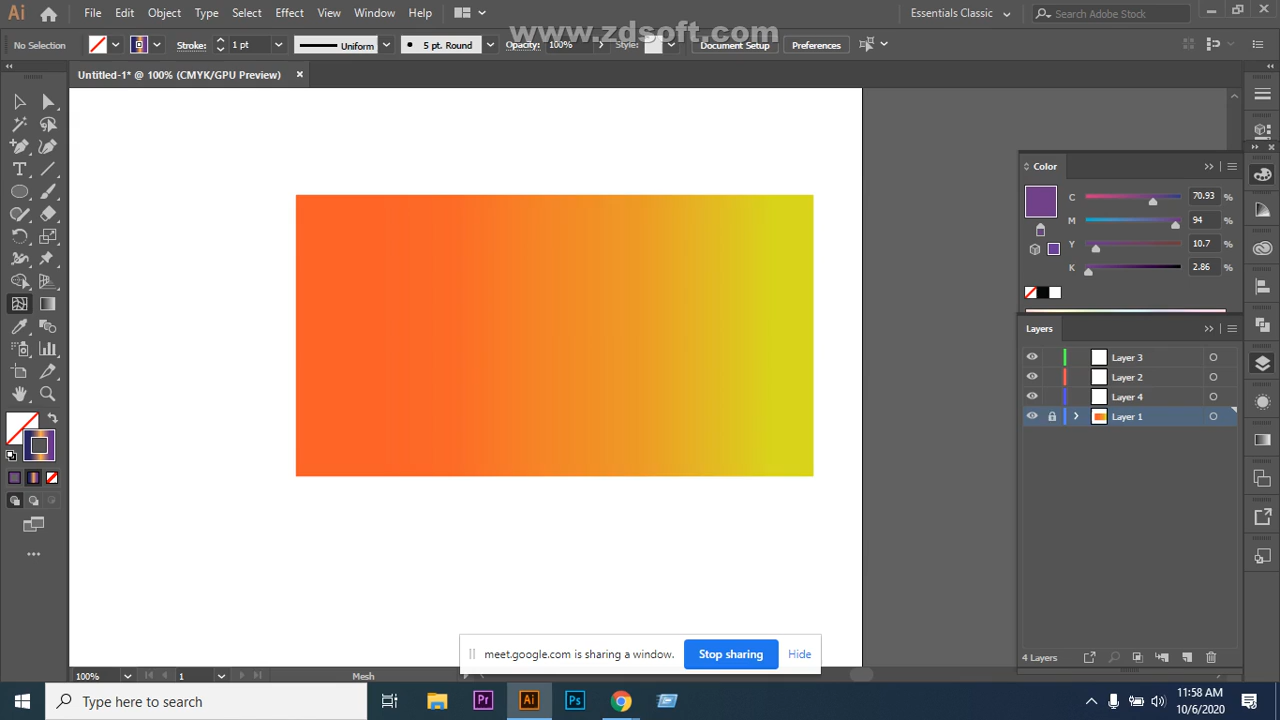 Ai File Edit Object Type Select Effect View Window Help Essentials Classic Search Adobe Stock
www.zdsoft.com
No Selection Stroke: 1 pt Uniform 5 pt. Round Opacity: 100% Style: Document Setup Preferences
Untitled-1* @ 100% (CMYK/GPU Preview)
Color
C 70.93 %
M 94 %
Y 10.7 %
K 2.86 %
Layers
Layer 3
Layer 2
Layer 4
Layer 1
4 Layers
meet.google.com is sharing a window. Stop sharing Hide
100% 1 Mesh
Type here to search
Pr Ai Ps
11:58 AM
10/6/2020